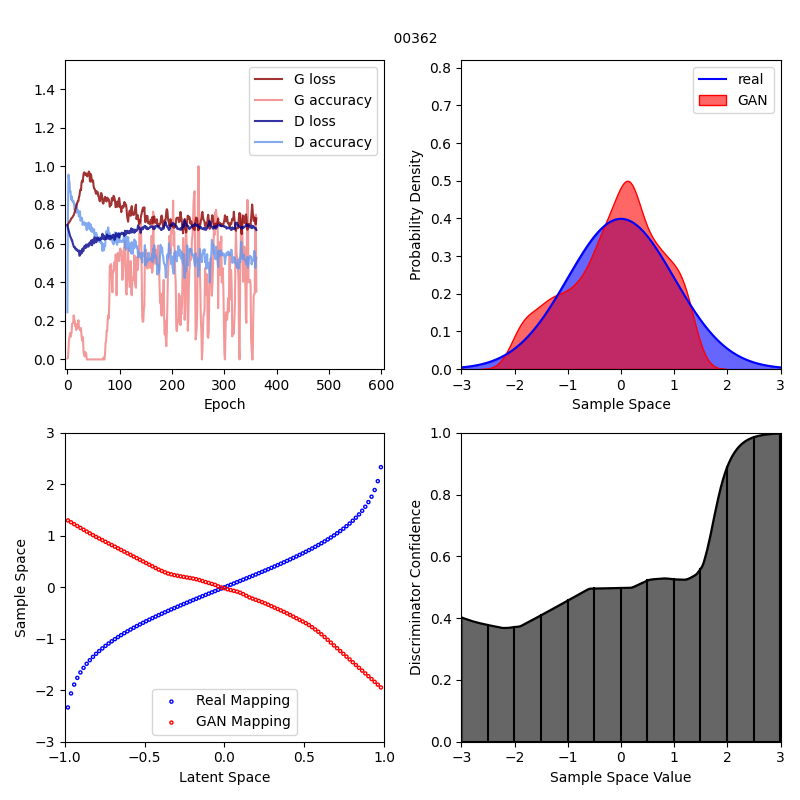 00362
G loss
G accuracy
D loss
D accuracy
1.4
1.2
1.0
0.8
0.6
0.4
0.2
0.0
0 100 200 300 400 500 600
Epoch
real
GAN
Probability Density
0.8
0.7
0.6
0.5
0.4
0.3
0.2
0.1
0.0
−3 −2 −1 0 1 2 3
Sample Space
Sample Space
3
2
1
0
−1
−2
−3
Real Mapping
GAN Mapping
−1.0 −0.5 0.0 0.5 1.0
Latent Space
Discriminator Confidence
1.0
0.8
0.6
0.4
0.2
0.0
−3 −2 −1 0 1 2 3
Sample Space Value